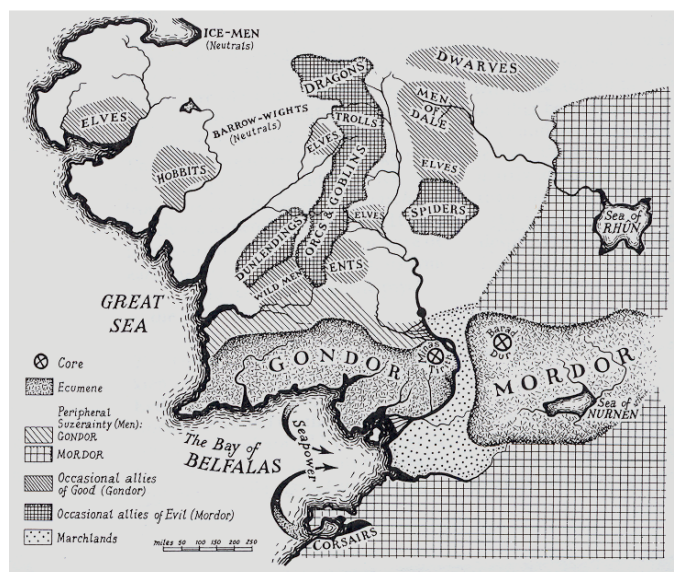 ICE-MEN
(Neutrals)
DWARVES
DRAGONS
MEN OF DALE
ELVES
BARROW-WIGHTS
(Neutrals)
TROLLS
ELVES
HOBBITS
ORCS & GOBLINS
ELVES
ELVES
SPIDERS
Sea of
RHÛN
DUNLENDINGS
ENTS
WILD MEN
GREAT
SEA
Barad
Dur
GONDOR
MORDOR
Sea of
NURNEN
The Bay of
BELFALAS
Seapower
CORSAIRS
Core
Ecumene
Peripheral
Suzerainty (Men):
GONDOR
MORDOR
Occasional allies
of Good (Gondor)
Occasional allies of Evil (Mordor)
Marchlands
miles 50 100 150 200 250